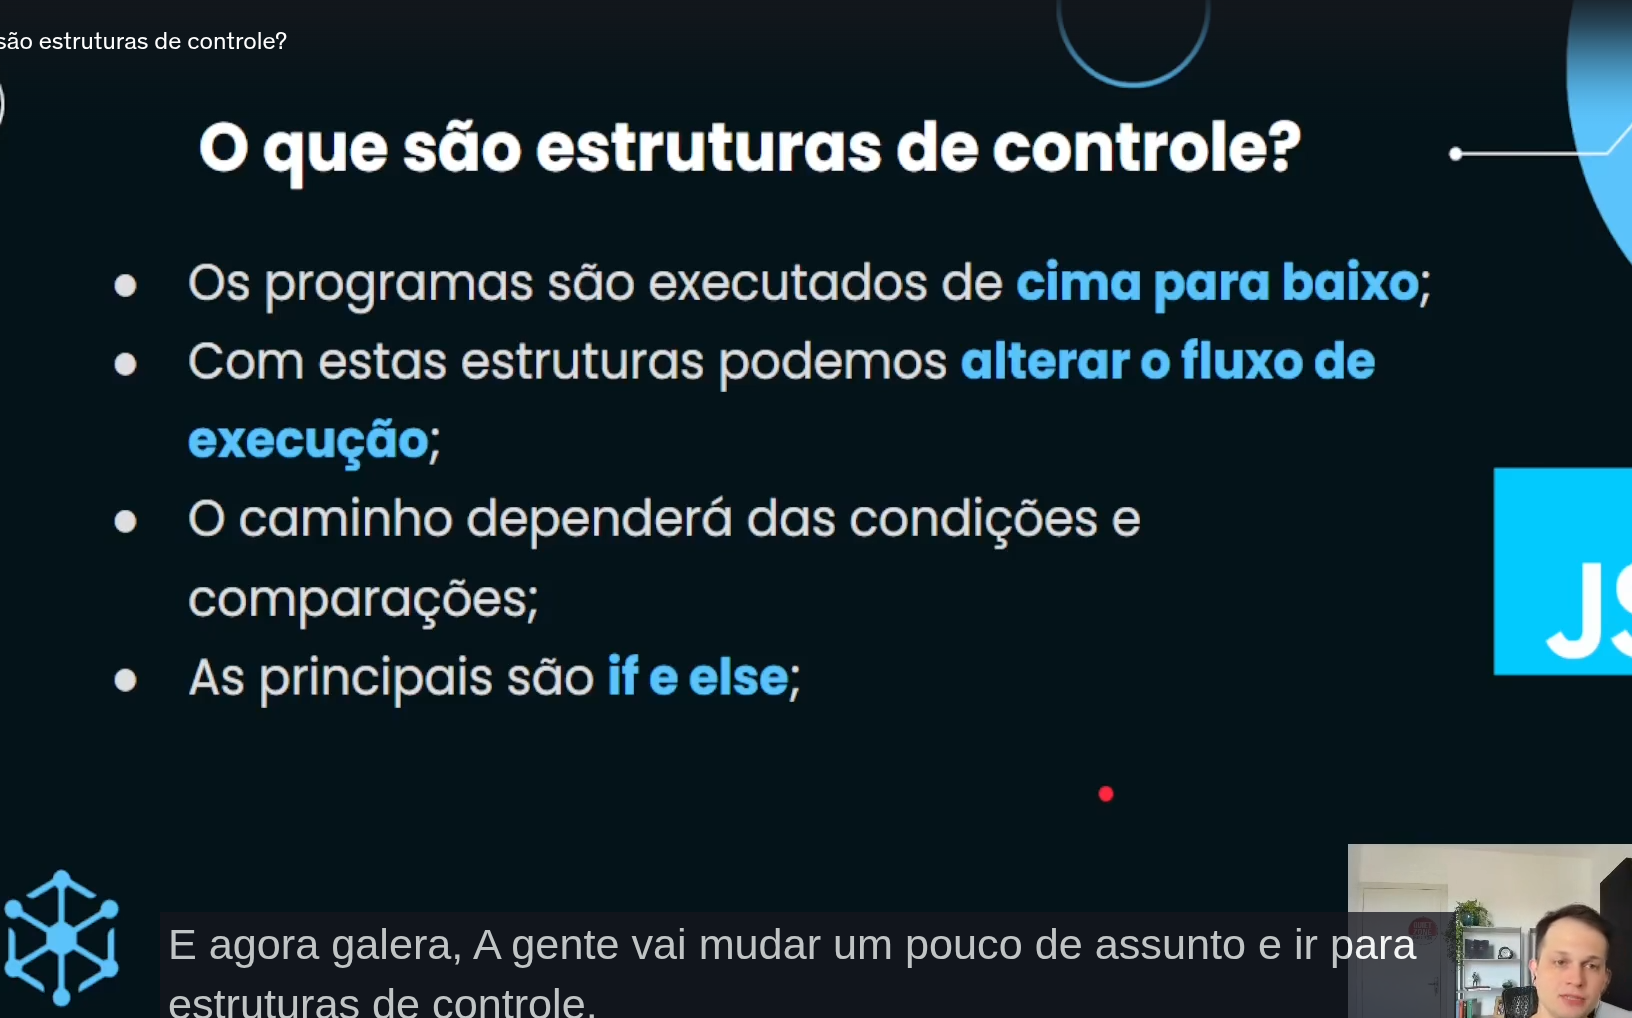 são estruturas de controle?
O que são estruturas de controle?
● Os programas são executados de cima para baixo;
● Com estas estruturas podemos alterar o fluxo de
execução;
● O caminho dependerá das condições e
comparações;
● As principais são if e else;
JS
E agora galera, A gente vai mudar um pouco de assunto e ir para
estruturas de controle.